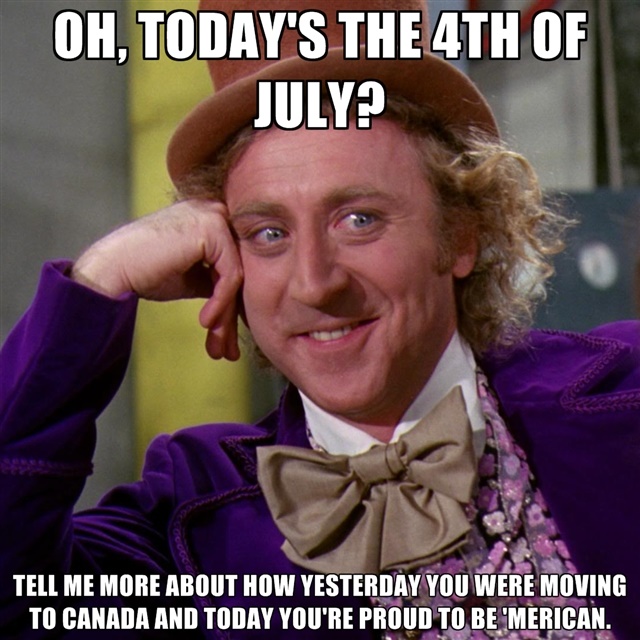 OH, TODAY'S THE 4TH OF
JULY?
TELL ME MORE ABOUT HOW YESTERDAY YOU WERE MOVING
TO CANADA AND TODAY YOU'RE PROUD TO BE 'MERICAN.